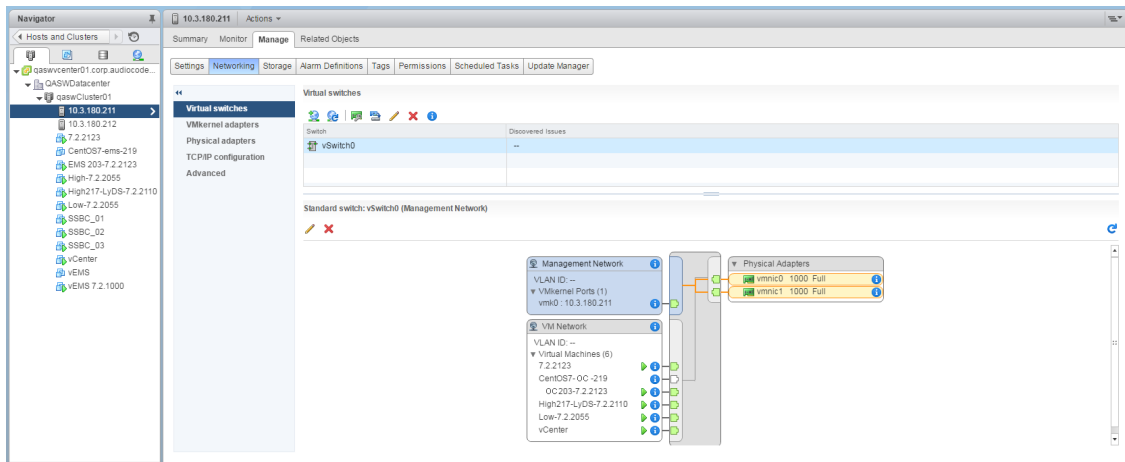 Navigator
Hosts and Clusters
qaswvcenter01.corp.audiocode...
QASWDatacenter
qaswCluster01
10.3.180.211
10.3.180.212
7.2.2123
CentOS7-ems-219
EMS 203-7.2.2123
High-7.2.2055
High217-LyDS-7.2.2110
Low-7.2.2055
SSBC_01
SSBC_02
SSBC_03
vCenter
vEMS
vEMS 7.2.1000
10.3.180.211 Actions
Summary Monitor Manage Related Objects
Settings Networking Storage Alarm Definitions Tags Permissions Scheduled Tasks Update Manager
Virtual switches
VMkernel adapters
Physical adapters
TCP/IP configuration
Advanced
Virtual switches
Switch Discovered Issues
vSwitch0 --
Standard switch: vSwitch0 (Management Network)
Management Network
VLAN ID: --
VMkernel Ports (1)
vmk0 : 10.3.180.211
VM Network
VLAN ID: --
Virtual Machines (6)
7.2.2123
CentOS7- OC -219
OC203-7.2.2123
High217-LyDS-7.2.2110
Low-7.2.2055
vCenter
Physical Adapters
vmnic0 1000 Full
vmnic1 1000 Full